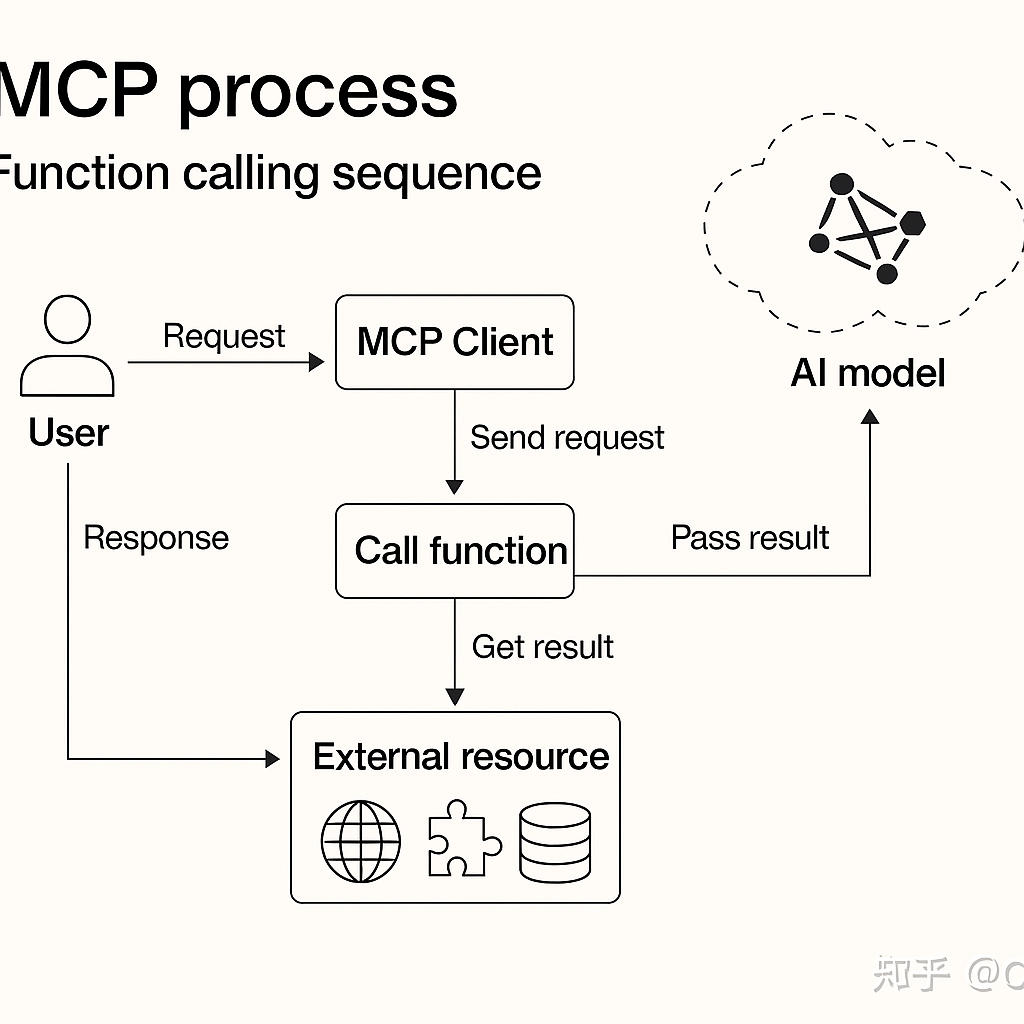 MCP process
Function calling sequence
Request
MCP Client
AI model
User
Send request
Response
Call function
Pass result
Get result
External resource
知乎 @